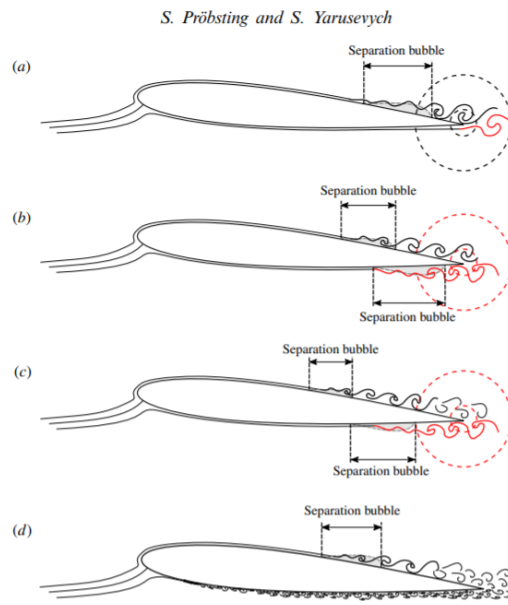 S. Pröbsting and S. Yarusevych
Separation bubble
(a)
Separation bubble
(b)
Separation bubble
Separation bubble
(c)
Separation bubble
Separation bubble
(d)